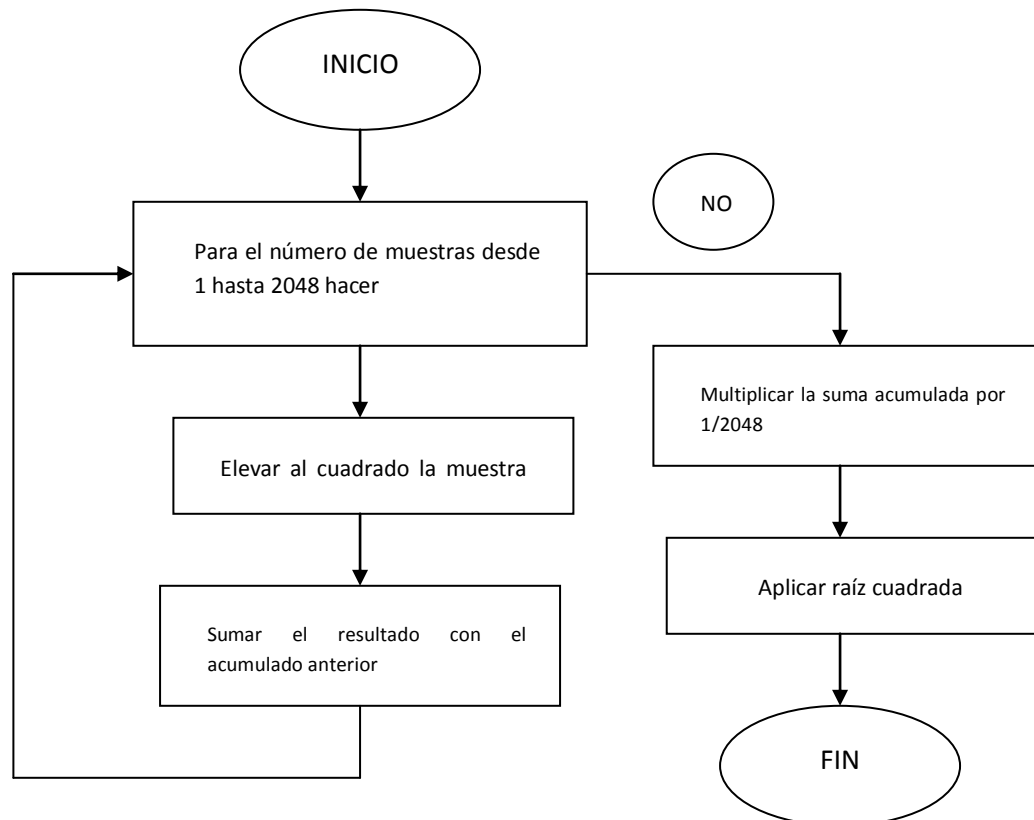 INICIO
NO
Para el número de muestras desde
1 hasta 2048 hacer
Multiplicar la suma acumulada por
1/2048
Elevar al cuadrado la muestra
Aplicar raíz cuadrada
Sumar el resultado con el
acumulado anterior
FIN